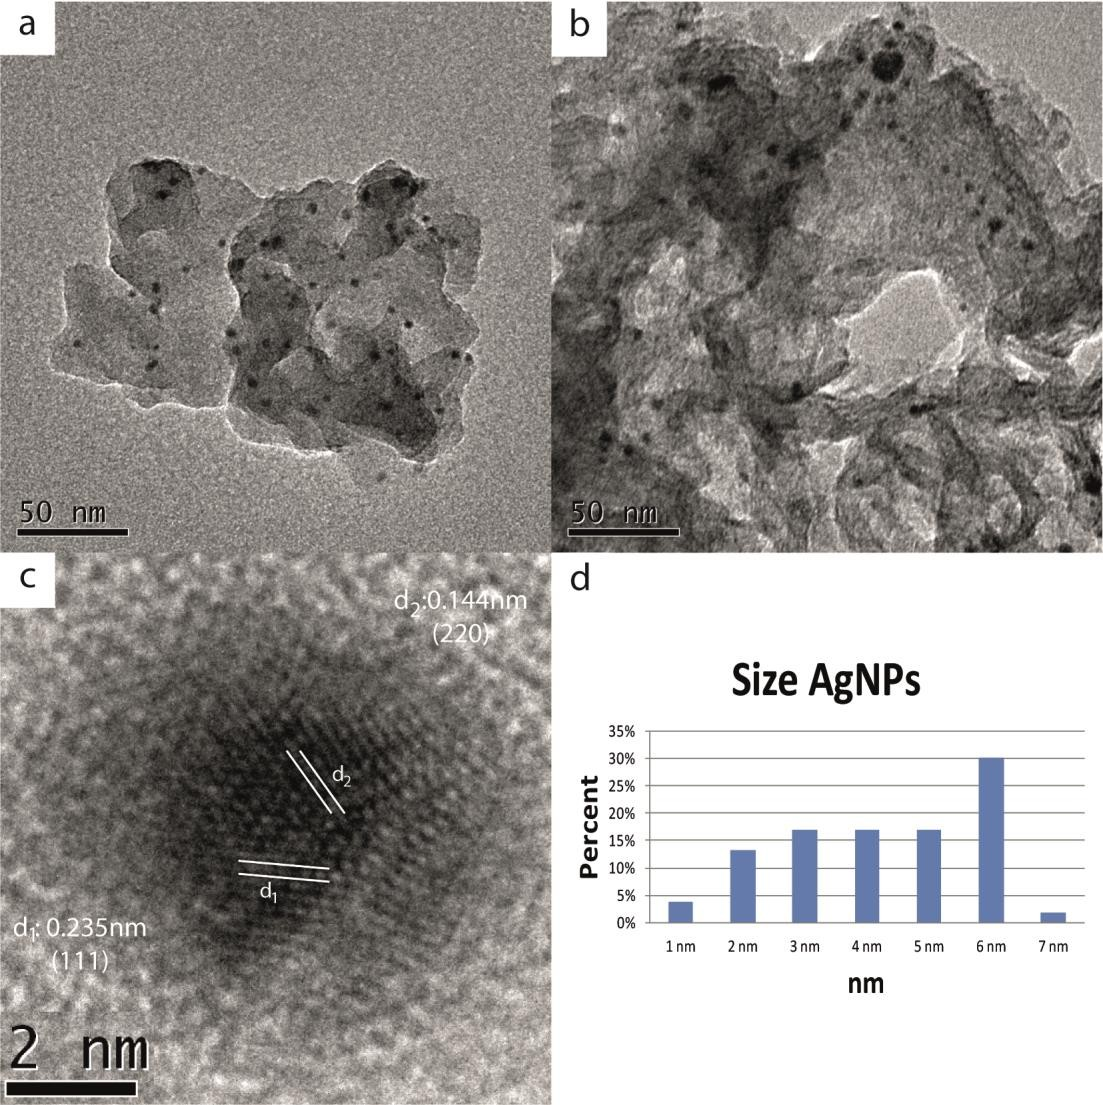 a
b
50 nm
50 nm
c
d₂:0.144nm
(220)
d₂
d₁
d₁: 0.235nm
(111)
2 nm
d
Size AgNPs
35%
30%
25%
20%
15%
10%
5%
0%
Percent
1 nm 2 nm 3 nm 4 nm 5 nm 6 nm 7 nm
nm